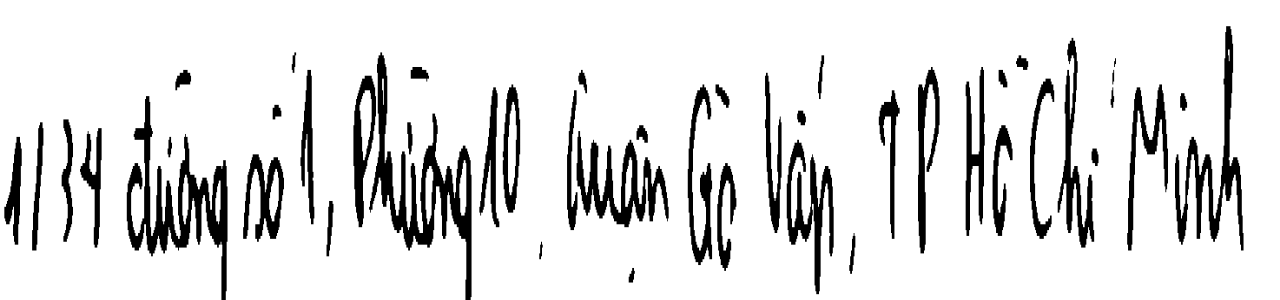 1/34 đường số 1, Phường 10, Quận Gò Vấp, TP Hồ Chí Minh